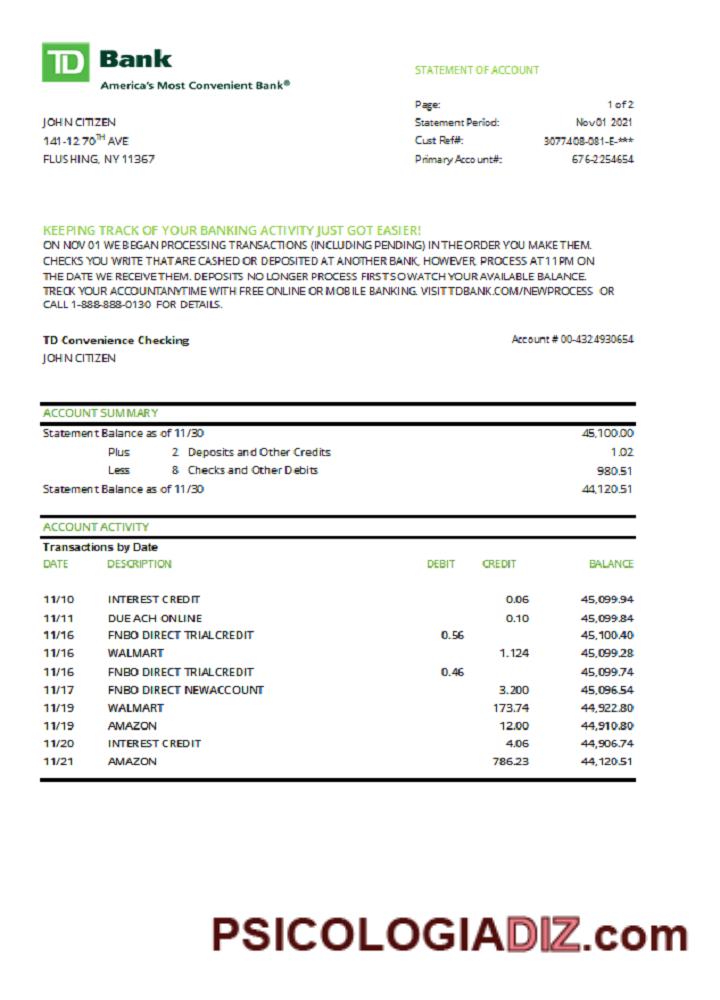 TD Bank
America's Most Convenient Bank®
STATEMENT OF ACCOUNT
Page: 1 of 2
JOHN CITIZEN
Statement Period: Nov 01 2021
141-12 70TH AVE
Cust Ref#: 3077408-081-E-***
FLUSHING, NY 11367
Primary Account#: 676-2254654
KEEPING TRACK OF YOUR BANKING ACTIVITY JUST GOT EASIER!
ON NOV 01 WE BEGAN PROCESSING TRANSACTIONS (INCLUDING PENDING) IN THE ORDER YOU MAKE THEM.
CHECKS YOU WRITE THAT ARE CASHED OR DEPOSITED AT ANOTHER BANK, HOWEVER, PROCESS AT 11 PM ON
THE DATE WE RECEIVE THEM. DEPOSITS NO LONGER PROCESS FIRST SO WATCH YOUR AVAILABLE BALANCE.
TRECK YOUR ACCOUNT ANYTIME WITH FREE ONLINE OR MOBILE BANKING. VISIT TDBANK.COM/NEWPROCESS OR
CALL 1-888-888-0130 FOR DETAILS.
TD Convenience Checking Account # 00-4324930654
JOHN CITIZEN
ACCOUNT SUMMARY
Statement Balance as of 11/30 45,100.00
Plus 2 Deposits and Other Credits 1.02
Less 8 Checks and Other Debits 980.51
Statement Balance as of 11/30 44,120.51
ACCOUNT ACTIVITY
Transactions by Date
DATE DESCRIPTION DEBIT CREDIT BALANCE
11/10 INTEREST CREDIT 0.06 45,099.94
11/11 DUE ACH ONLINE 0.10 45,099.84
11/16 FNBO DIRECT TRIALCREDIT 0.56 45,100.40
11/16 WALMART 1.124 45,099.28
11/16 FNBO DIRECT TRIALCREDIT 0.46 45,099.74
11/17 FNBO DIRECT NEWACCOUNT 3.200 45,096.54
11/19 WALMART 173.74 44,922.80
11/19 AMAZON 12.00 44,910.80
11/20 INTEREST CREDIT 4.06 44,906.74
11/21 AMAZON 786.23 44,120.51
PSICOLOGIADIZ.com